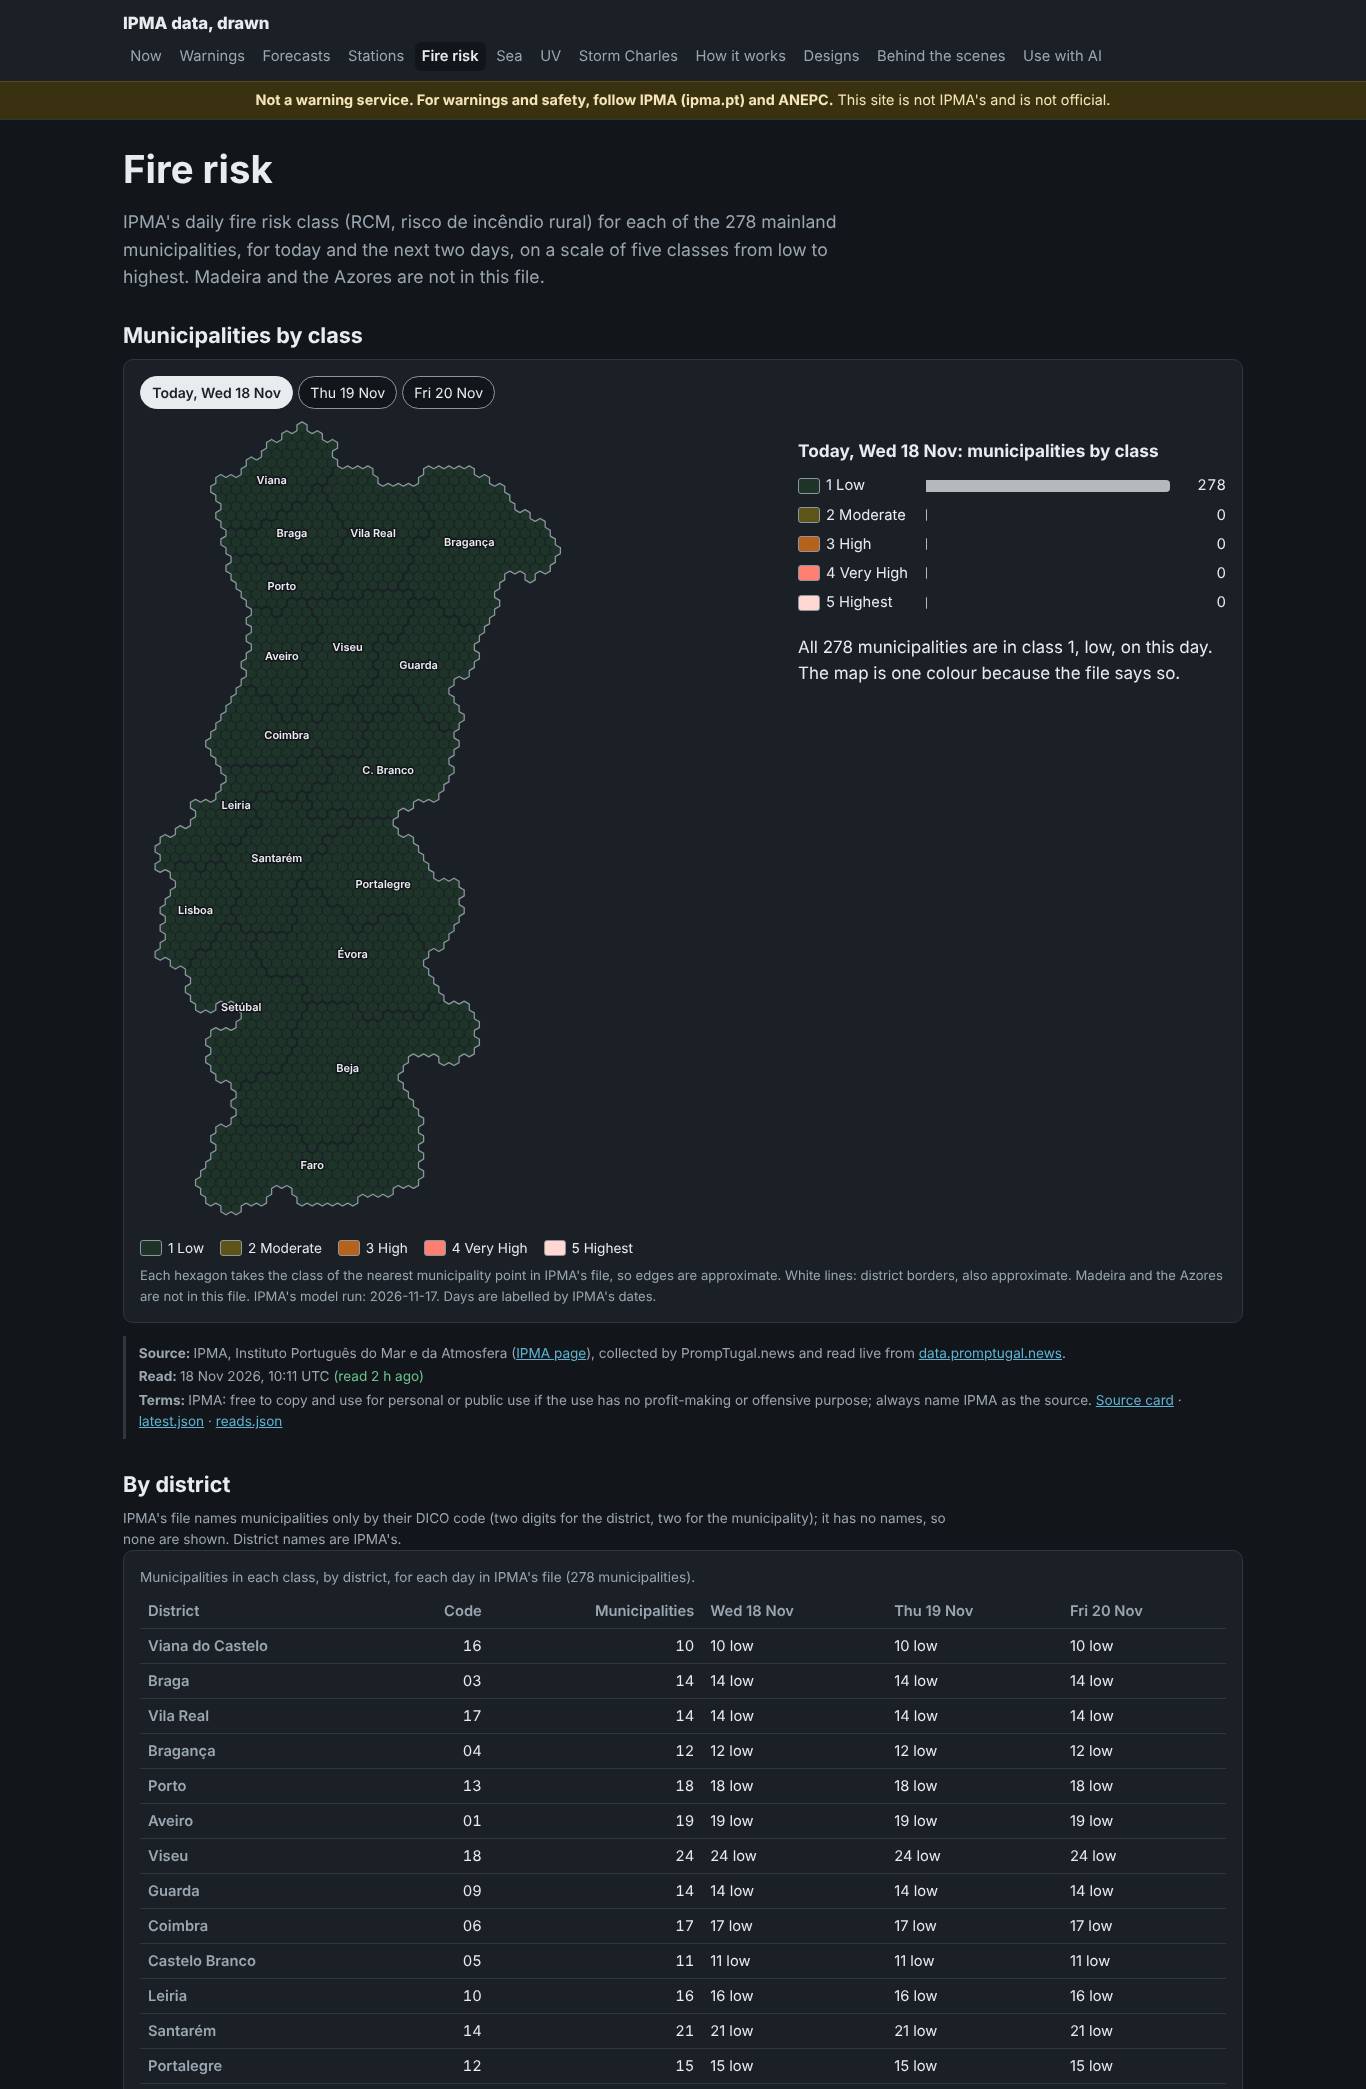 IPMA data, drawn
Now Warnings Forecasts Stations Fire risk Sea UV Storm Charles How it works Designs Behind the scenes Use with AI
Not a warning service. For warnings and safety, follow IPMA (ipma.pt) and ANEPC. This site is not IPMA's and is not official.
Fire risk
IPMA's daily fire risk class (RCM, risco de incêndio rural) for each of the 278 mainland
municipalities, for today and the next two days, on a scale of five classes from low to
highest. Madeira and the Azores are not in this file.
Municipalities by class
Today, Wed 18 Nov Thu 19 Nov Fri 20 Nov
Viana
Braga
Vila Real
Bragança
Porto
Viseu
Aveiro
Guarda
Coimbra
C. Branco
Leiria
Santarém
Portalegre
Lisboa
Évora
Setúbal
Beja
Faro
Today, Wed 18 Nov: municipalities by class
1 Low 278
2 Moderate 0
3 High 0
4 Very High 0
5 Highest 0
All 278 municipalities are in class 1, low, on this day.
The map is one colour because the file says so.
1 Low 2 Moderate 3 High 4 Very High 5 Highest
Each hexagon takes the class of the nearest municipality point in IPMA's file, so edges are approximate. White lines: district borders, also approximate. Madeira and the Azores
are not in this file. IPMA's model run: 2026-11-17. Days are labelled by IPMA's dates.
Source: IPMA, Instituto Português do Mar e da Atmosfera (IPMA page), collected by PrompTugal.news and read live from data.promptugal.news.
Read: 18 Nov 2026, 10:11 UTC (read 2 h ago)
Terms: IPMA: free to copy and use for personal or public use if the use has no profit-making or offensive purpose; always name IPMA as the source. Source card ·
latest.json · reads.json
By district
IPMA's file names municipalities only by their DICO code (two digits for the district, two for the municipality); it has no names, so
none are shown. District names are IPMA's.
Municipalities in each class, by district, for each day in IPMA's file (278 municipalities).
District Code Municipalities Wed 18 Nov Thu 19 Nov Fri 20 Nov
Viana do Castelo 16 10 10 low 10 low 10 low
Braga 03 14 14 low 14 low 14 low
Vila Real 17 14 14 low 14 low 14 low
Bragança 04 12 12 low 12 low 12 low
Porto 13 18 18 low 18 low 18 low
Aveiro 01 19 19 low 19 low 19 low
Viseu 18 24 24 low 24 low 24 low
Guarda 09 14 14 low 14 low 14 low
Coimbra 06 17 17 low 17 low 17 low
Castelo Branco 05 11 11 low 11 low 11 low
Leiria 10 16 16 low 16 low 16 low
Santarém 14 21 21 low 21 low 21 low
Portalegre 12 15 15 low 15 low 15 low